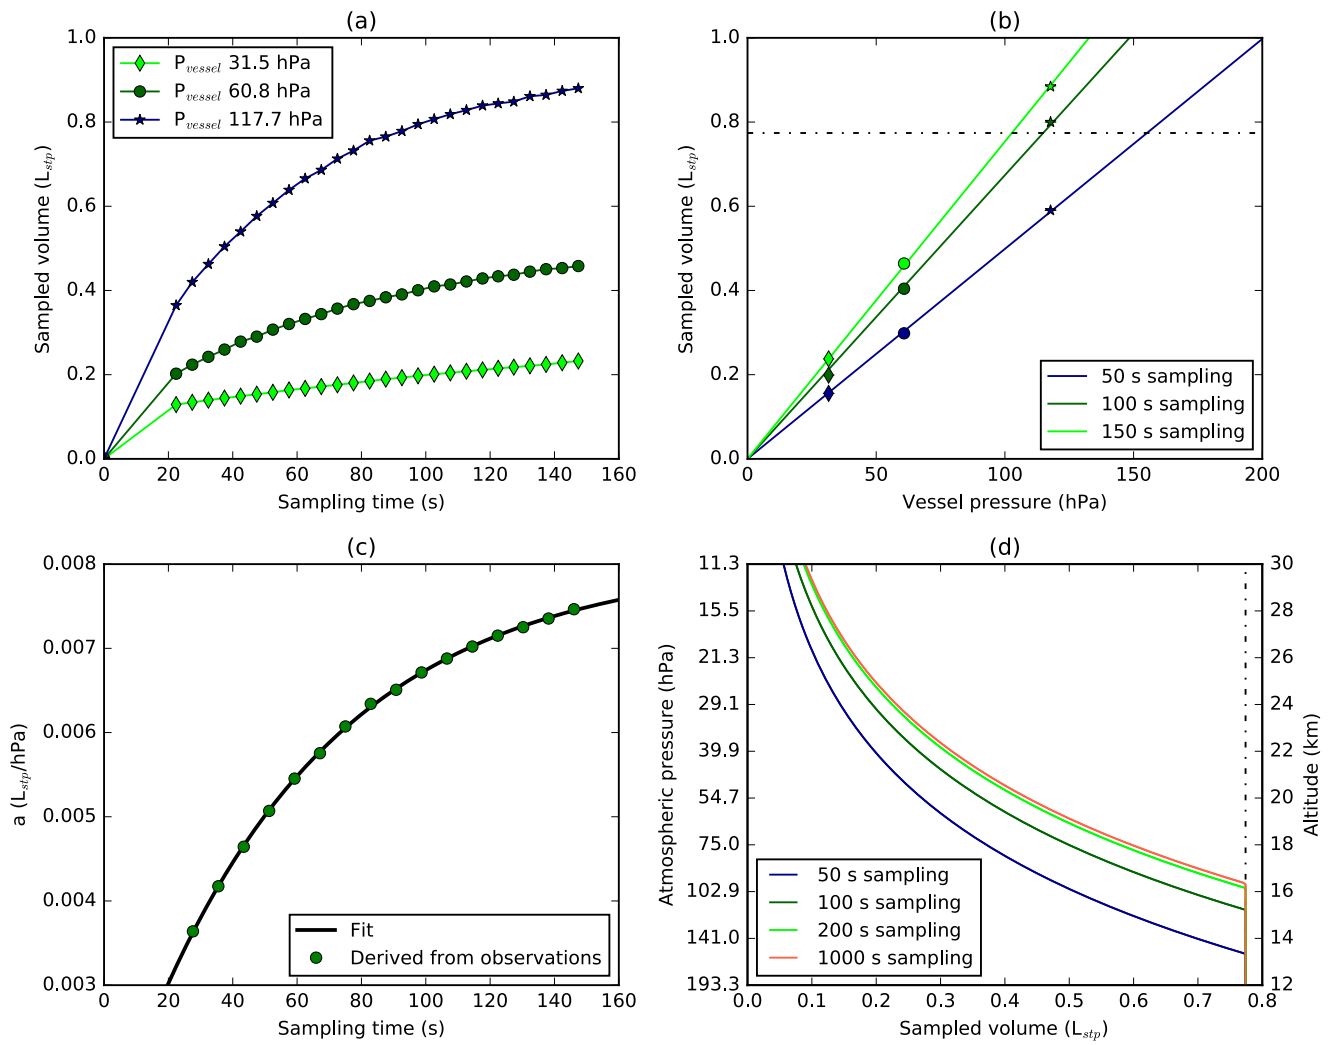 (a)
1.0
0.8
0.6
0.4
0.2
0.0
Sampled volume (L_stp)
P_vessel 31.5 hPa
P_vessel 60.8 hPa
P_vessel 117.7 hPa
0 20 40 60 80 100 120 140 160
Sampling time (s)
(b)
1.0
0.8
0.6
0.4
0.2
0.0
Sampled volume (L_stp)
50 s sampling
100 s sampling
150 s sampling
0 50 100 150 200
Vessel pressure (hPa)
(c)
0.008
0.007
0.006
0.005
0.004
0.003
a (L_stp/hPa)
Fit
Derived from observations
0 20 40 60 80 100 120 140 160
Sampling time (s)
(d)
11.3
15.5
21.3
29.1
39.9
54.7
75.0
102.9
141.0
193.3
Atmospheric pressure (hPa)
50 s sampling
100 s sampling
200 s sampling
1000 s sampling
30
28
26
24
22
20
18
16
14
12
Altitude (km)
0.0 0.1 0.2 0.3 0.4 0.5 0.6 0.7 0.8
Sampled volume (L_stp)